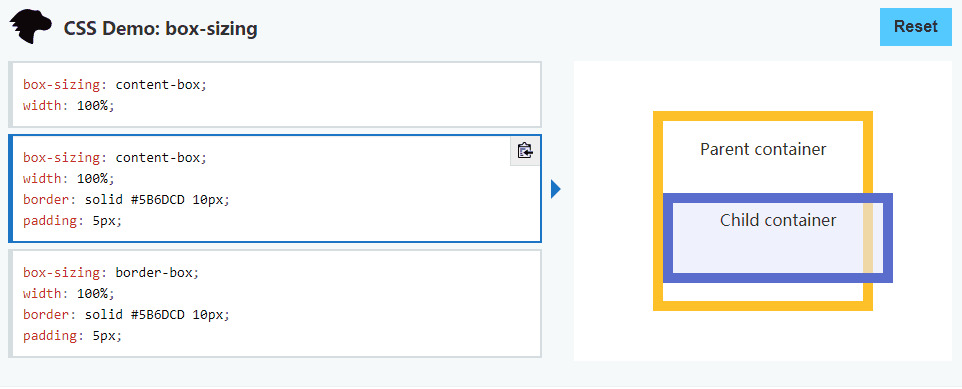 CSS Demo: box-sizing
Reset
box-sizing: content-box;
width: 100%;
box-sizing: content-box;
width: 100%;
border: solid #5B6DCD 10px;
padding: 5px;
box-sizing: border-box;
width: 100%;
border: solid #5B6DCD 10px;
padding: 5px;
Parent container
Child container